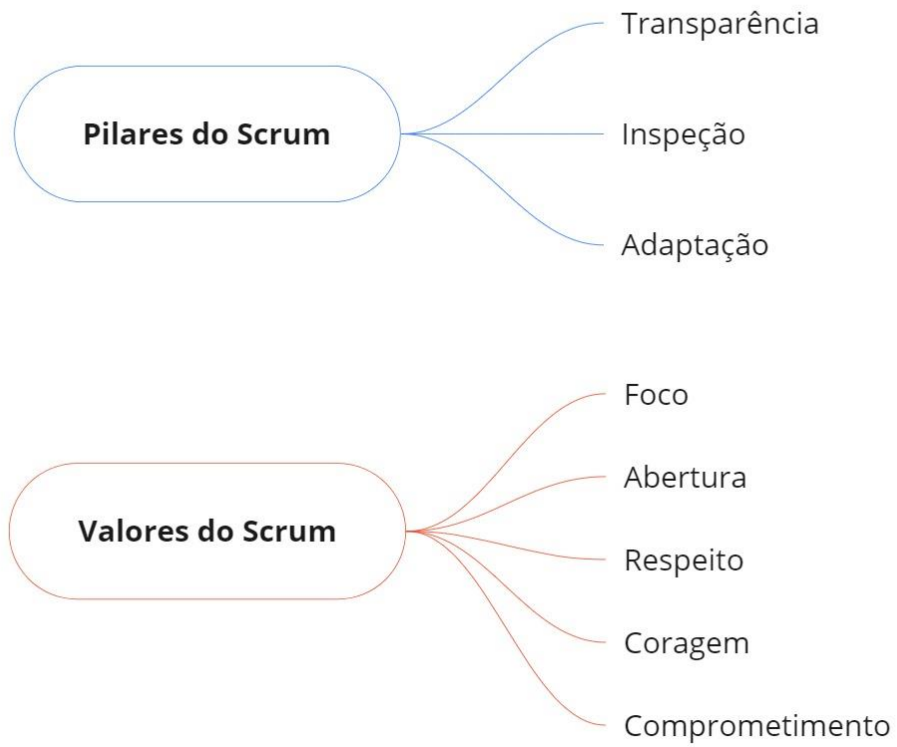 Pilares do Scrum
Transparência
Inspeção
Adaptação
Valores do Scrum
Foco
Abertura
Respeito
Coragem
Comprometimento